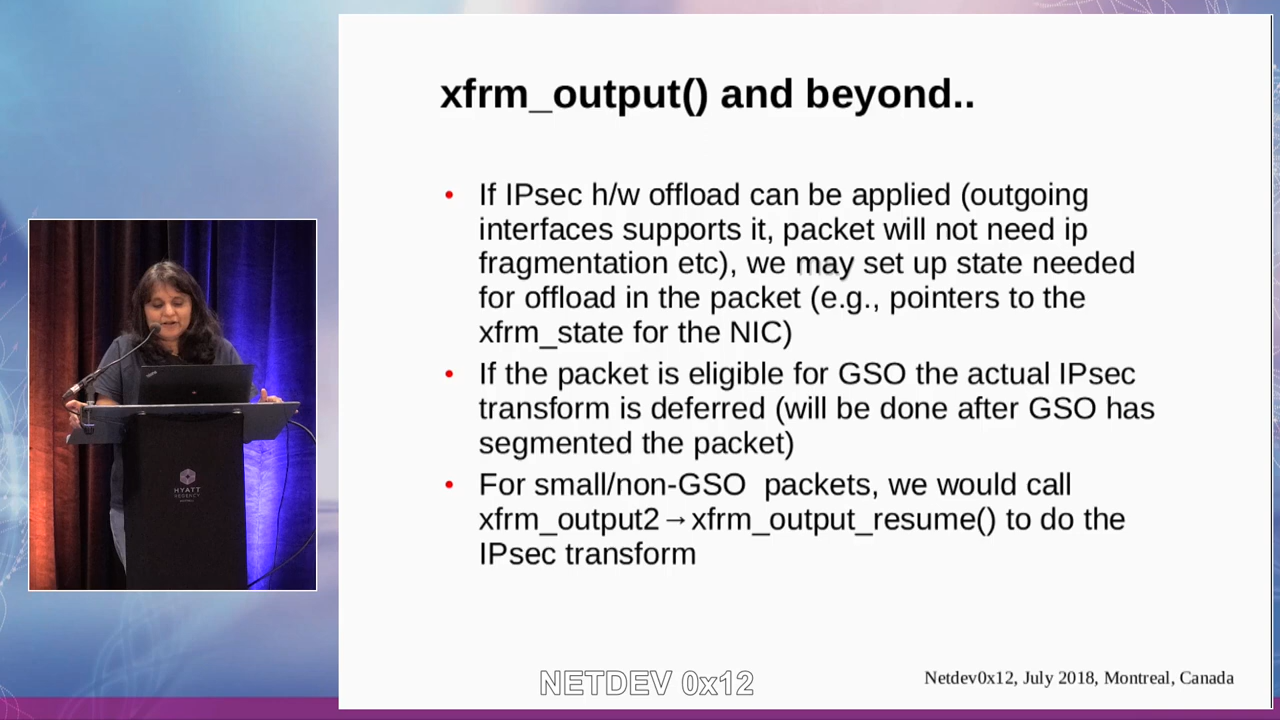 xfrm_output() and beyond..
• If IPsec h/w offload can be applied (outgoing
interfaces supports it, packet will not need ip
fragmentation etc), we may set up state needed
for offload in the packet (e.g., pointers to the
xfrm_state for the NIC)
• If the packet is eligible for GSO the actual IPsec
transform is deferred (will be done after GSO has
segmented the packet)
• For small/non-GSO packets, we would call
xfrm_output2→xfrm_output_resume() to do the
IPsec transform
HYATT
REGENCY
NETDEV 0x12
Netdev0x12, July 2018, Montreal, Canada